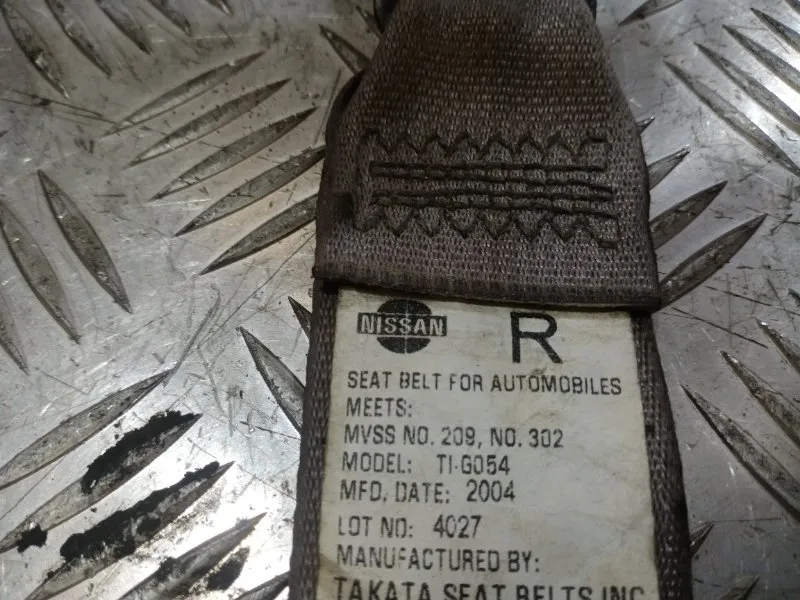 NISSAN R
SEAT BELT FOR AUTOMOBILES
MEETS:
MVSS NO. 209, NO. 302
MODEL: TI-G054
MFD. DATE: 2004
LOT NO: 4027
MANUFACTURED BY:
TAKATA SEAT BELTS INC